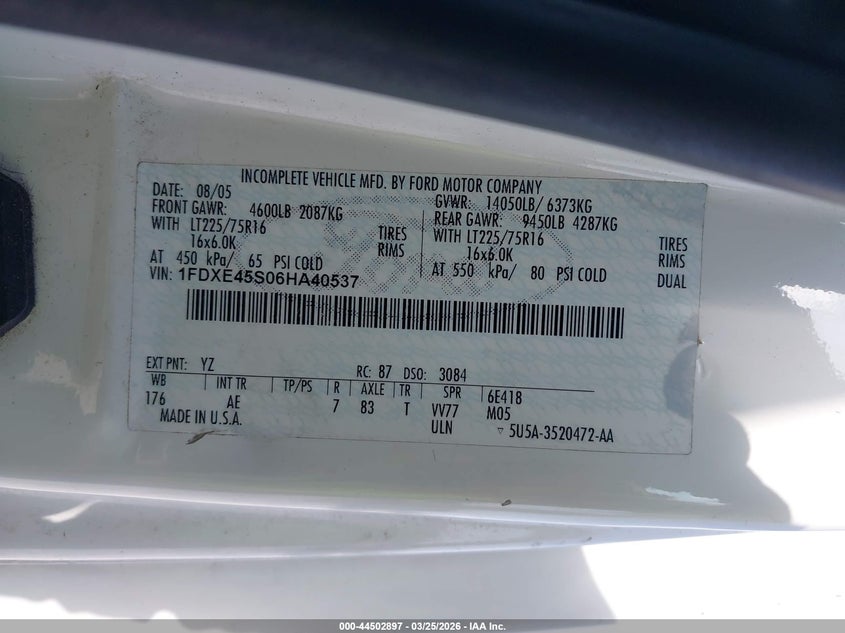 INCOMPLETE VEHICLE MFD. BY FORD MOTOR COMPANY
DATE: 08/05 GVWR: 14050LB/ 6373KG
FRONT GAWR: 4600LB 2087KG REAR GAWR: 9450LB 4287KG
WITH LT225/75R16 TIRES WITH LT225/75R16 TIRES
16x6.0K RIMS 16x6.0K RIMS
AT 450 kPa/ 65 PSI COLD AT 550 kPa/ 80 PSI COLD DUAL
VIN: 1FDXE45S06HA40537
EXT PNT: YZ RC: 87 DSO: 3084
WB INT TR TP/PS R AXLE TR SPR 6E418
176 AE 7 83 T VV77 M05
MADE IN U.S.A. ULN ▽ 5U5A-3520472-AA
000-44502897 - 03/25/2026 - IAA Inc.